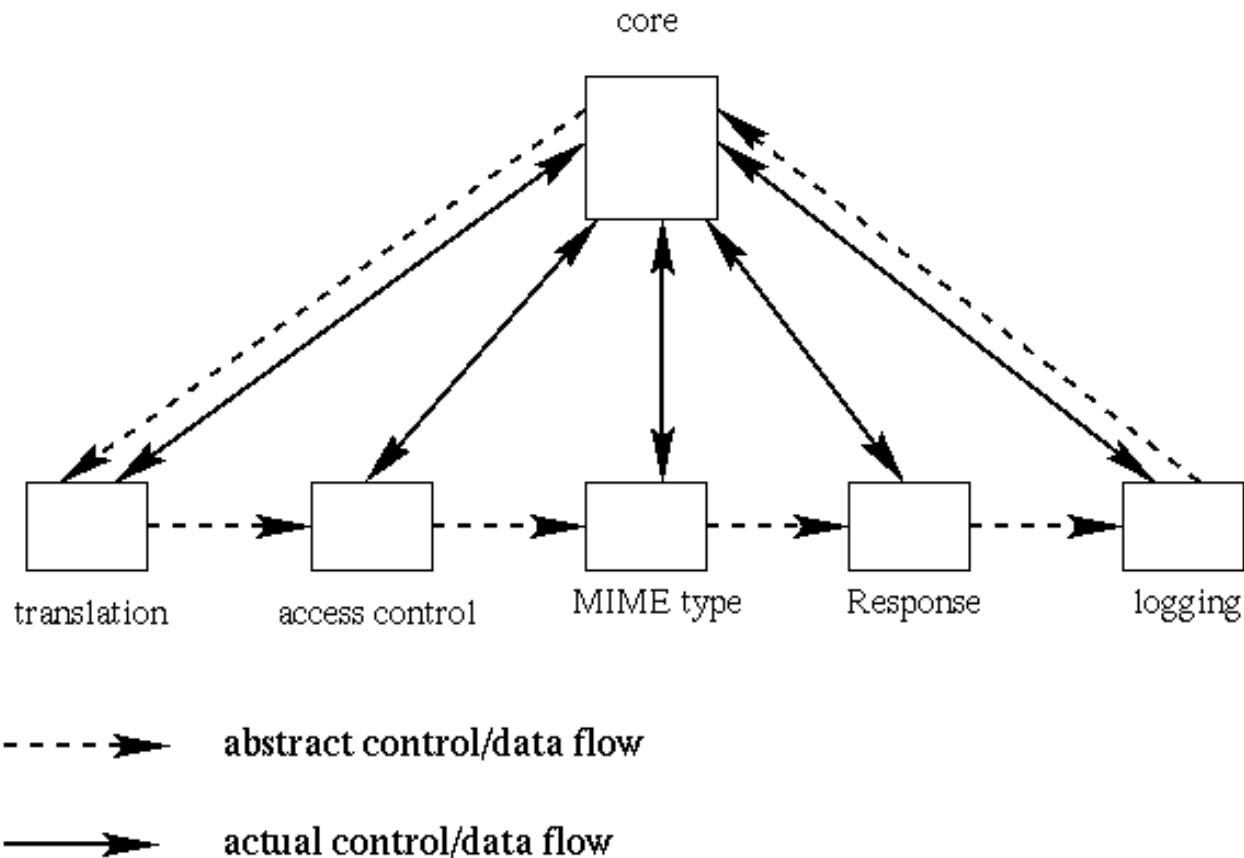 core
translation
access control
MIME type
Response
logging
abstract control/data flow
actual control/data flow